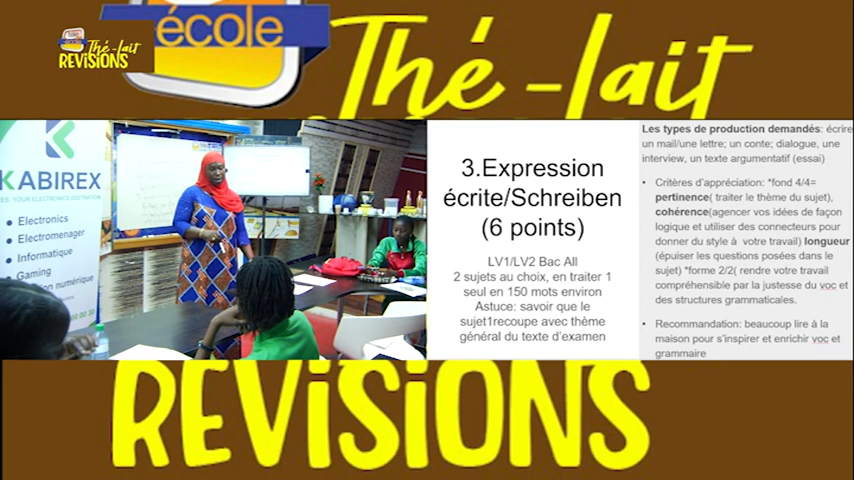 école
Thé-lait
REVISIONS
Thé-lait
KABIREX
YOUR ELECTRONICS DESTINATION
Electronics
Electromenager
Informatique
Gaming
numérique
00 30
3.Expression
écrite/Schreiben
(6 points)
LV1/LV2 Bac All
2 sujets au choix, en traiter 1
seul en 150 mots environ
Astuce: savoir que le
sujet1recoupe avec thème
général du texte d'examen
Les types de production demandés: écrire
un mail/une lettre; un conte; dialogue, une
interview, un texte argumentatif (essai)
• Critères d'appréciation: *fond 4/4=
pertinence( traiter le thème du sujet),
cohérence(agencer vos idées de façon
logique et utiliser des connecteurs pour
donner du style à votre travail) longueur
(épuiser les questions posées dans le
sujet) *forme 2/2( rendre votre travail
compréhensible par la justesse du voc et
des structures grammaticales.
• Recommandation: beaucoup lire à la
maison pour s'inspirer et enrichir voc et
grammaire
REVISIONS